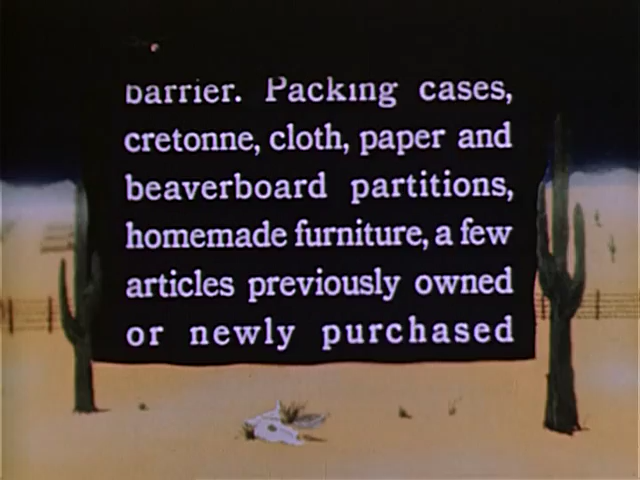 barrier. Packing cases,
cretonne, cloth, paper and
beaverboard partitions,
homemade furniture, a few
articles previously owned
or newly purchased